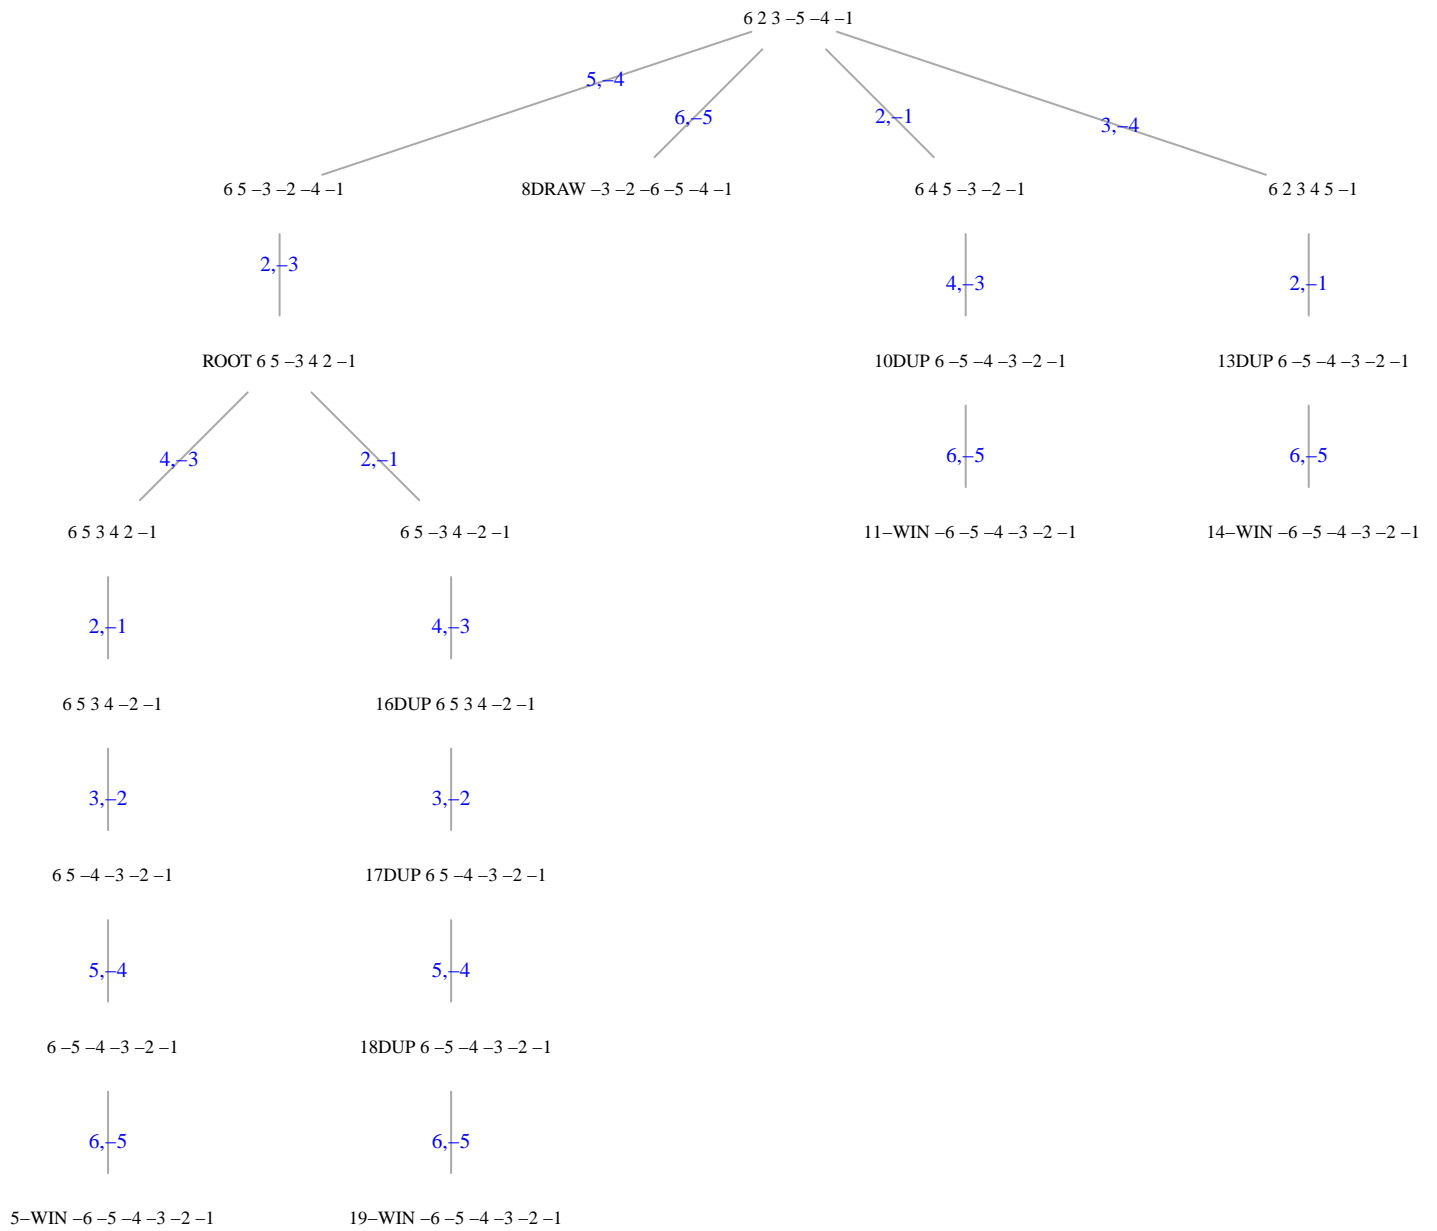 6 2 3 –5 –4 –1
5,–4
6,–5
2,–1
3,–4
6 5 –3 –2 –4 –1
8DRAW –3 –2 –6 –5 –4 –1
6 4 5 –3 –2 –1
6 2 3 4 5 –1
2,–3
4,–3
2,–1
ROOT 6 5 –3 4 2 –1
10DUP 6 –5 –4 –3 –2 –1
13DUP 6 –5 –4 –3 –2 –1
4,–3
2,–1
6,–5
6,–5
6 5 3 4 2 –1
6 5 –3 4 –2 –1
11–WIN –6 –5 –4 –3 –2 –1
14–WIN –6 –5 –4 –3 –2 –1
2,–1
4,–3
6 5 3 4 –2 –1
16DUP 6 5 3 4 –2 –1
3,–2
3,–2
6 5 –4 –3 –2 –1
17DUP 6 5 –4 –3 –2 –1
5,–4
5,–4
6 –5 –4 –3 –2 –1
18DUP 6 –5 –4 –3 –2 –1
6,–5
6,–5
5–WIN –6 –5 –4 –3 –2 –1
19–WIN –6 –5 –4 –3 –2 –1